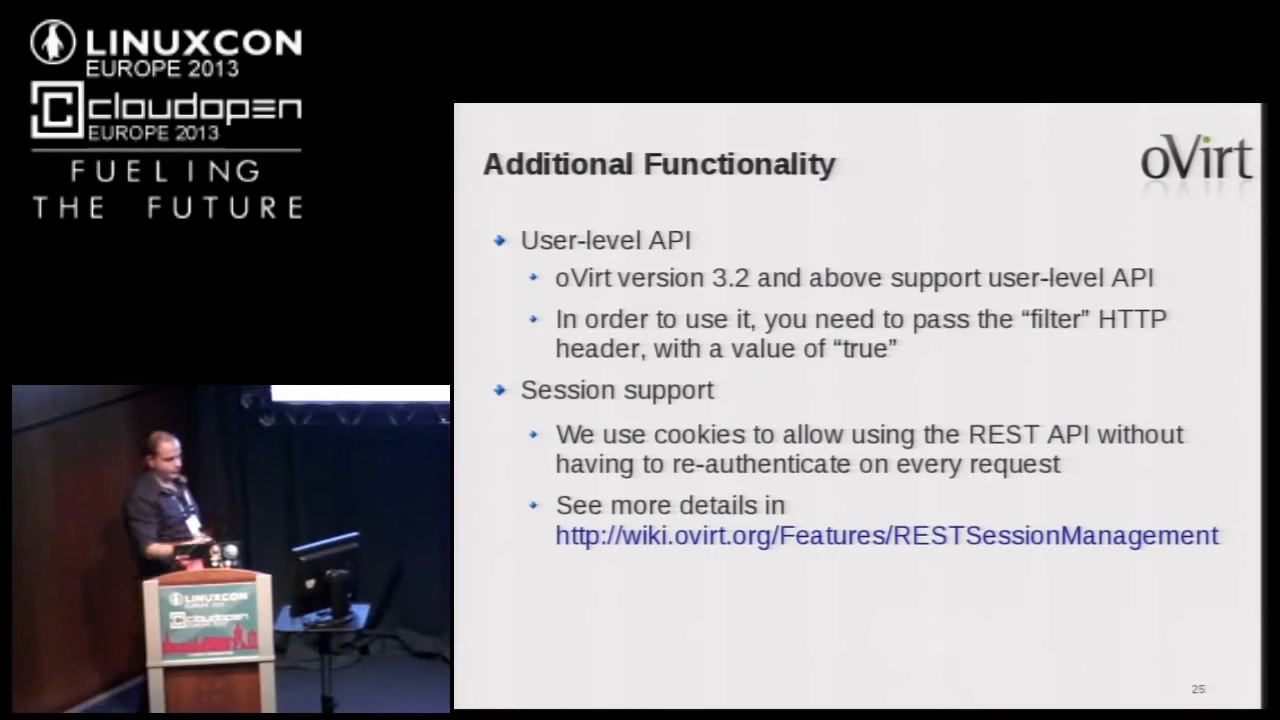 LINUXCON
EUROPE 2013
cloudopen
EUROPE 2013
FUELING
THE FUTURE
Additional Functionality
oVirt
User-level API
oVirt version 3.2 and above support user-level API
In order to use it, you need to pass the “filter” HTTP
header, with a value of “true”
Session support
We use cookies to allow using the REST API without
having to re-authenticate on every request
See more details in
http://wiki.ovirt.org/Features/RESTSessionManagement
25
LINUXCON
cloudopen